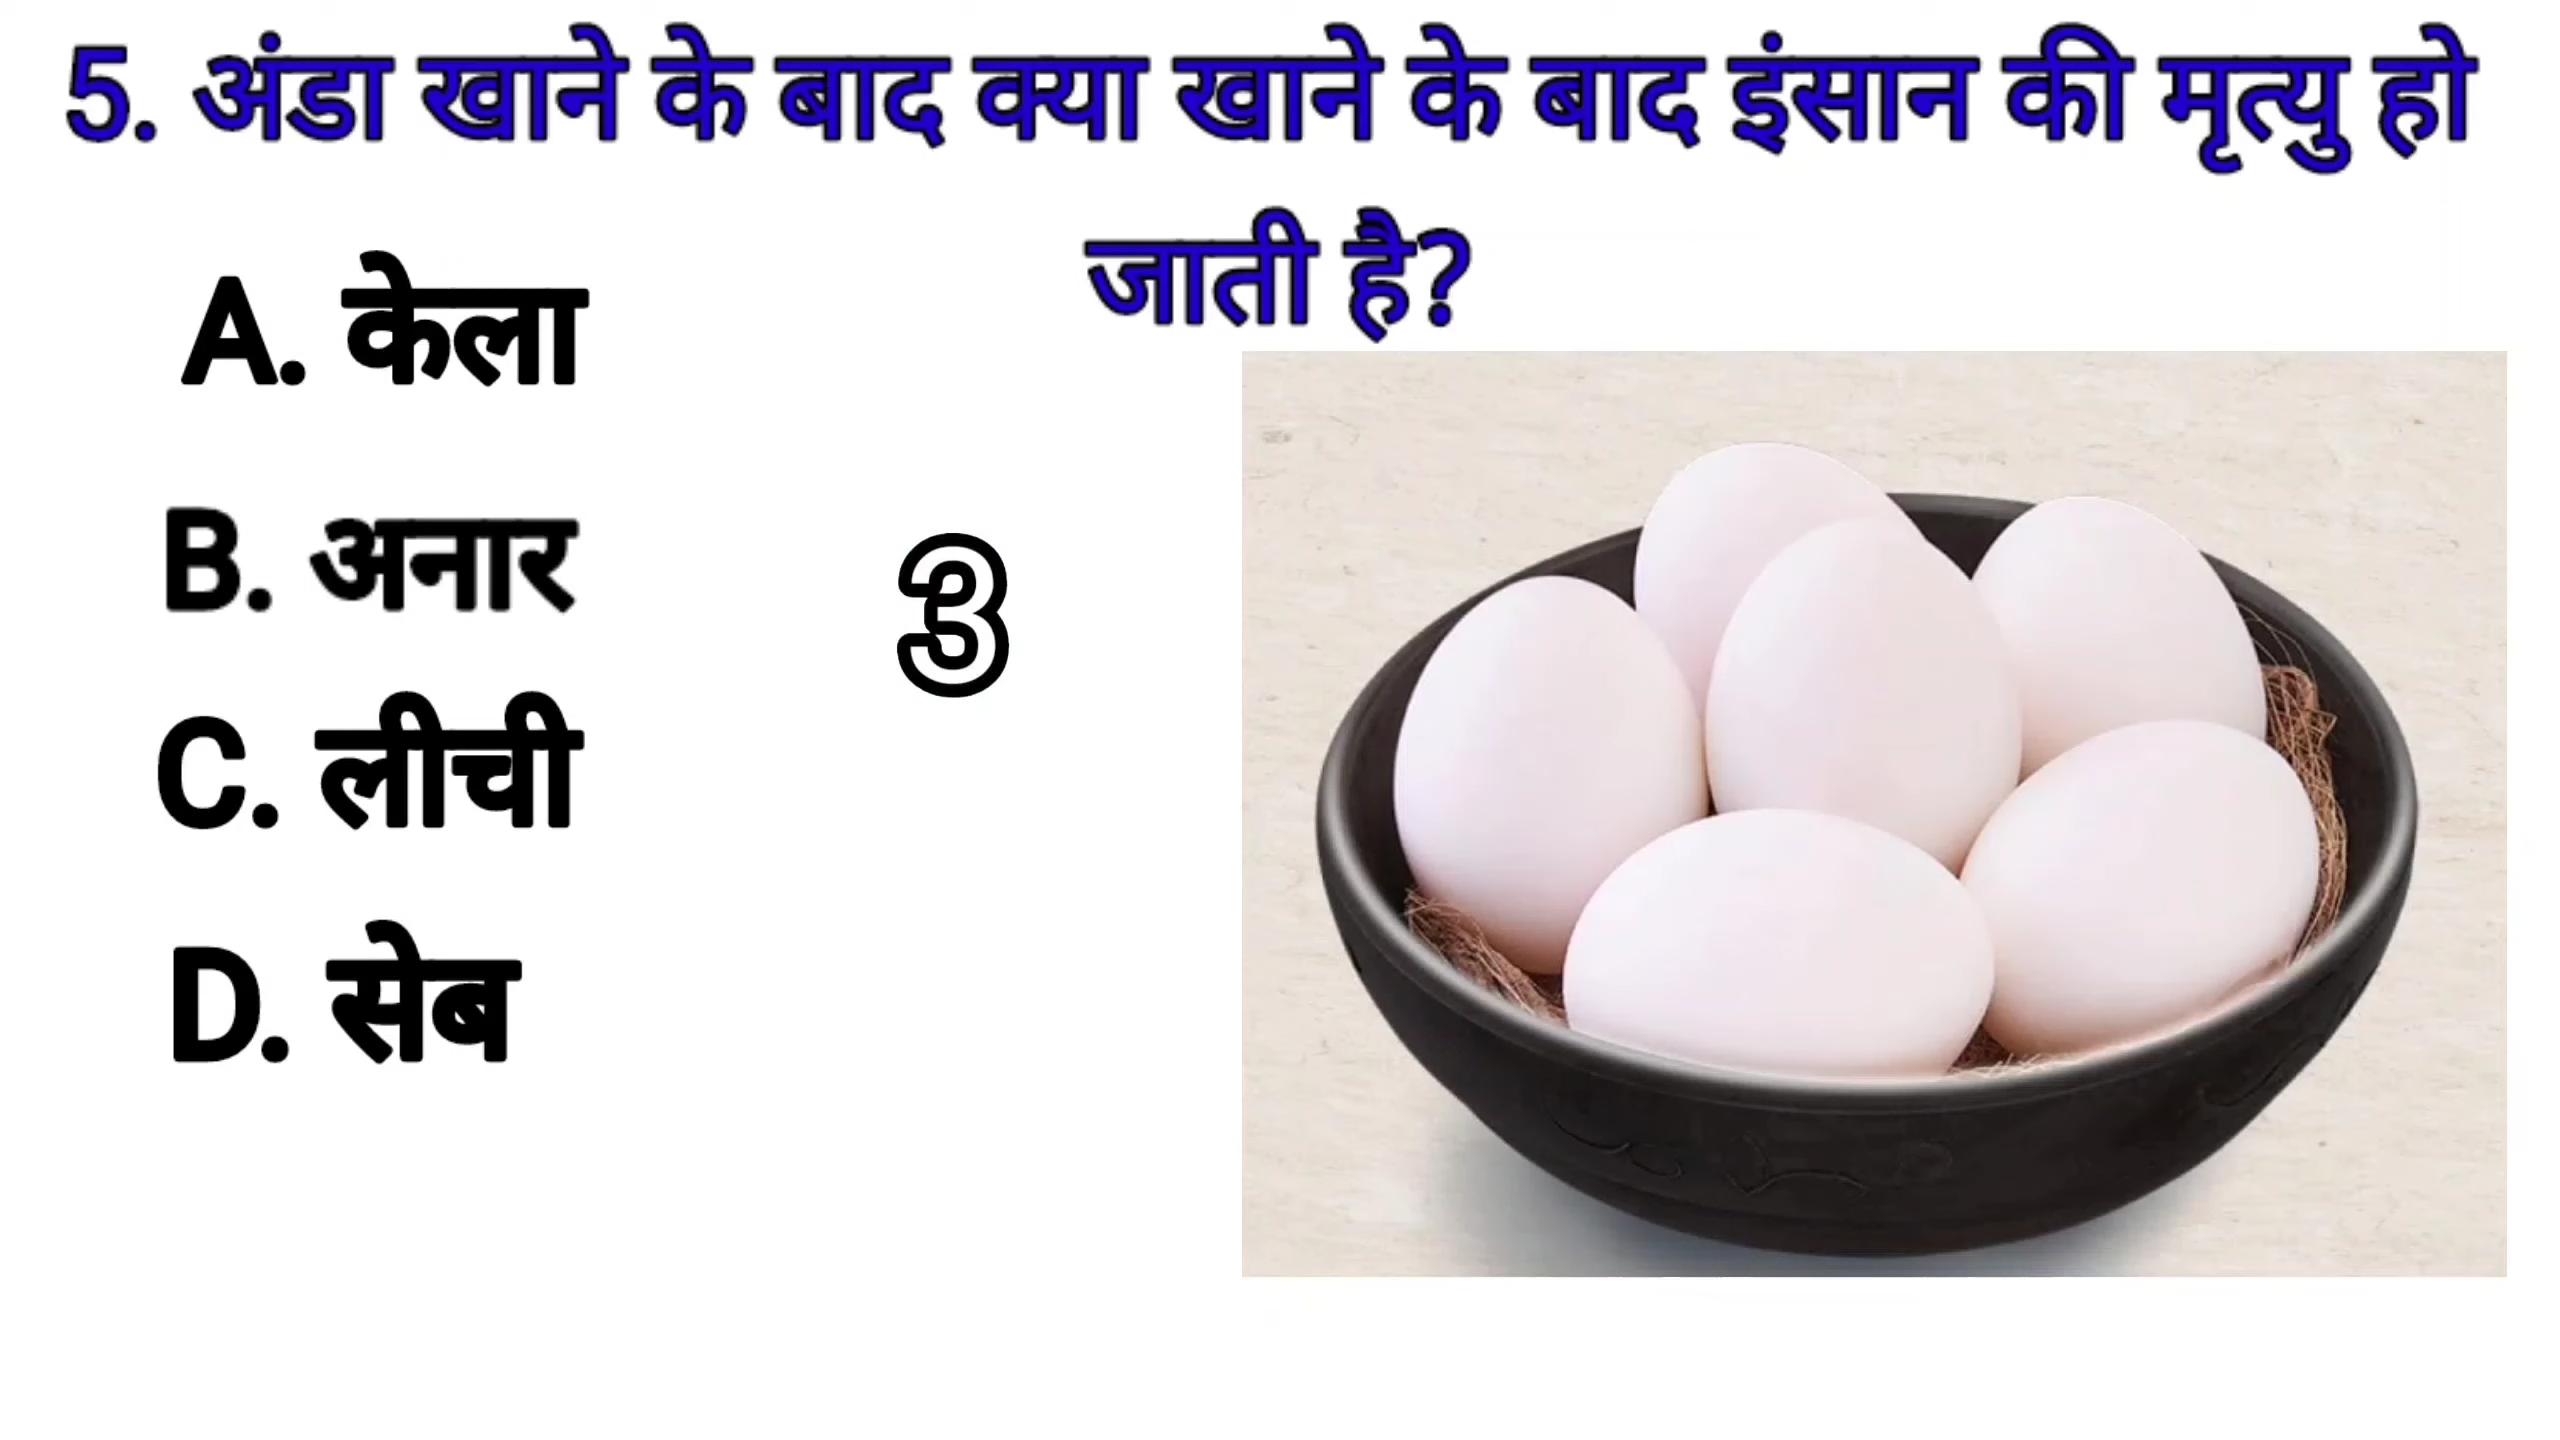 5. अंडा खाने के बाद क्या खाने के बाद इंसान की मृत्यु हो
जाती है?
A. केला
B. अनार
3
C. लीची
D. सेब